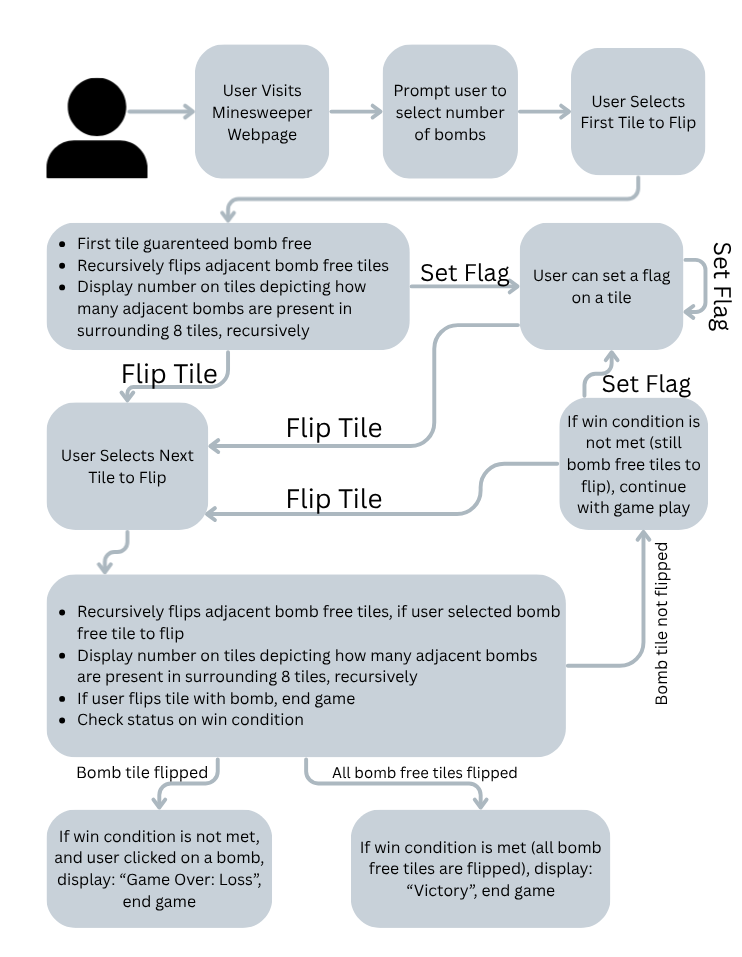 User Visits
Minesweeper
Webpage
Prompt user to
select number
of bombs
User Selects
First Tile to Flip
First tile guarenteed bomb free
Recursively flips adjacent bomb free tiles
Display number on tiles depicting how
many adjacent bombs are present in
surrounding 8 tiles, recursively
Set Flag
User can set a flag
on a tile
Set Flag
Flip Tile
Set Flag
Flip Tile
User Selects Next
Tile to Flip
If win condition is
not met (still
bomb free tiles to
flip), continue
with game play
Flip Tile
Bomb tile not flipped
Recursively flips adjacent bomb free tiles, if user selected bomb
free tile to flip
Display number on tiles depicting how many adjacent bombs
are present in surrounding 8 tiles, recursively
If user flips tile with bomb, end game
Check status on win condition
Bomb tile flipped
All bomb free tiles flipped
If win condition is not met,
and user clicked on a bomb,
display: “Game Over: Loss”,
end game
If win condition is met (all bomb
free tiles are flipped), display:
“Victory”, end game